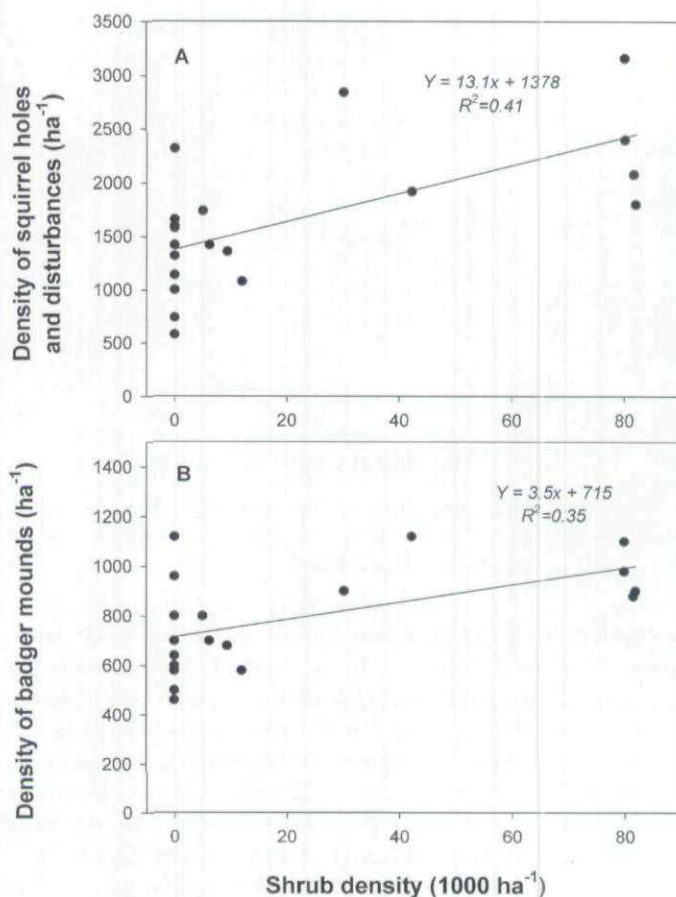 A
Y = 13.1x + 1378
R²=0.41
Density of squirrel holes
and disturbances (ha⁻¹)
3500
3000
2500
2000
1500
1000
500
0
0 20 40 60 80
B
Y = 3.5x + 715
R²=0.35
Density of badger mounds (ha⁻¹)
1400
1200
1000
800
600
400
200
0
0 20 40 60 80
Shrub density (1000 ha⁻¹)